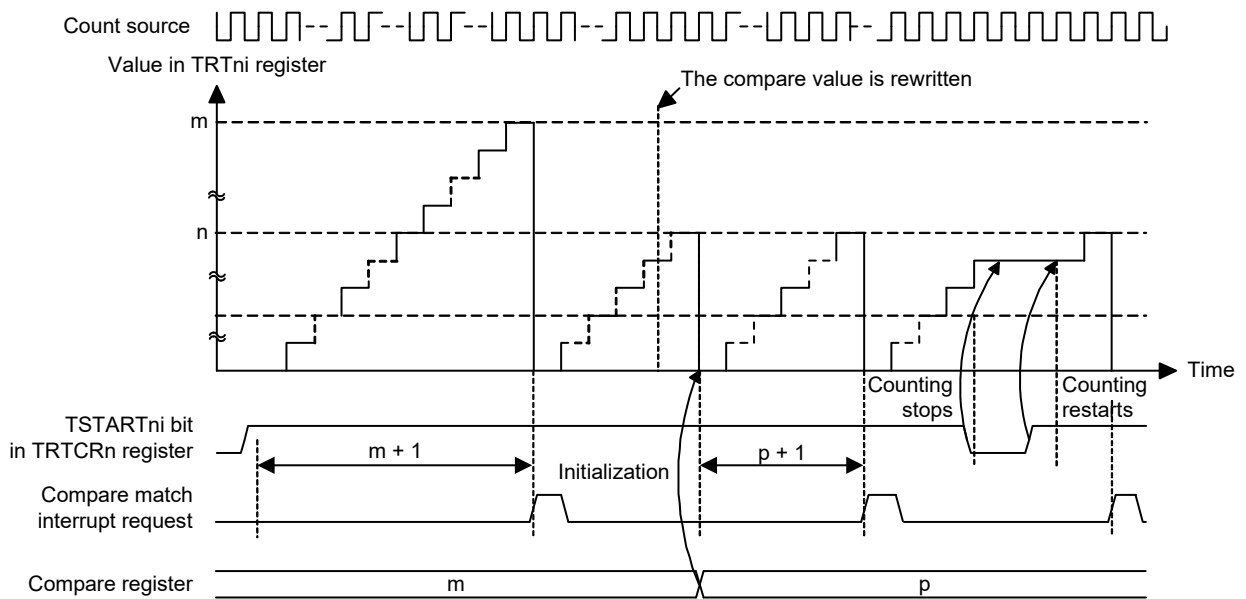 Count source
Value in TRTni register
The compare value is rewritten
m
n
Time
Counting
stops
Counting
restarts
TSTARTni bit
in TRTCRn register
m + 1
Initialization
p + 1
Compare match
interrupt request
Compare register
m
p